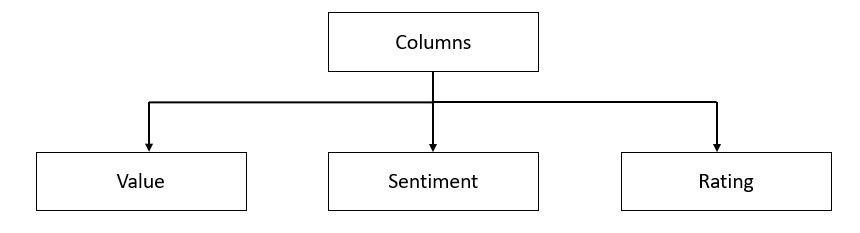 Columns
Value
Sentiment
Rating